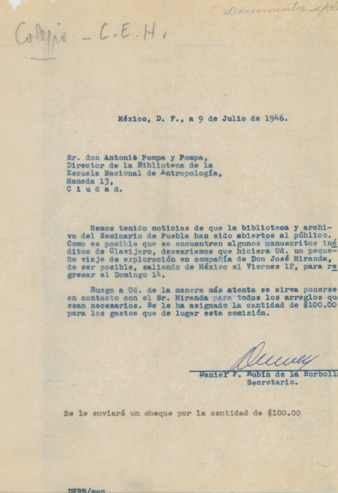 Colegio - C.E.H.
México, D. F., a 9 de Julio de 1946.
Sr. don Antonio Pompa y Pompa,
Director de la Biblioteca de la
Escuela Nacional de Antropología,
Moneda 13,
C i u d a d.
Hemos tenido noticias de que la biblioteca y archi-
vo del Seminario de Puebla han sido abiertos al público.
Como es posible que se encuentren algunos manuscritos iné
ditos de Clavijero, desearíamos que hiciera Ud. un peque-
ño viaje de exploración en compañía de Don José Miranda,
de ser posible, saliendo de México el Viernes 12, para re
gresar el Domingo 14.
Ruego a Ud. de la manera más atenta se sirva ponerse
en contacto con el Sr. Miranda para todos los arreglos que
sean necesarios. Se le ha asignado la cantidad de $100.00
para los gastos que de lugar esta comisión.
Daniel F. Rubín de la Borbolla
Secretario.
Se le enviará un cheque por la cantidad de $100.00